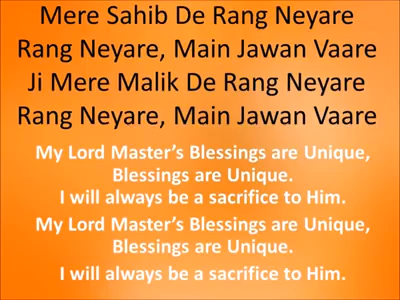 Mere Sahib De Rang Neyare
Rang Neyare, Main Jawan Vaare
Ji Mere Malik De Rang Neyare
Rang Neyare, Main Jawan Vaare
My Lord Master's Blessings are Unique,
Blessings are Unique.
I will always be a sacrifice to Him.
My Lord Master's Blessings are Unique,
Blessings are Unique.
I will always be a sacrifice to Him.